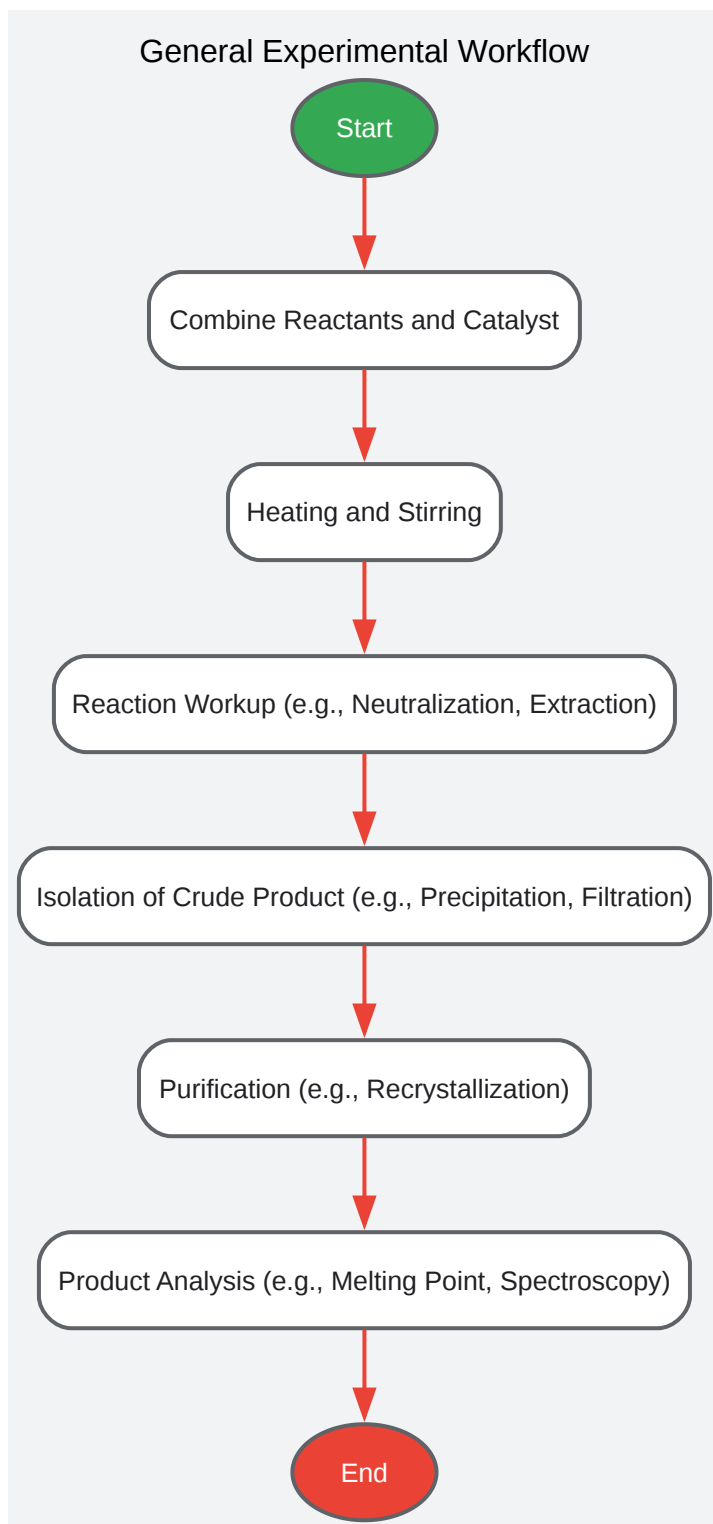 General Experimental Workflow
Start
Combine Reactants and Catalyst
Heating and Stirring
Reaction Workup (e.g., Neutralization, Extraction)
Isolation of Crude Product (e.g., Precipitation, Filtration)
Purification (e.g., Recrystallization)
Product Analysis (e.g., Melting Point, Spectroscopy)
End